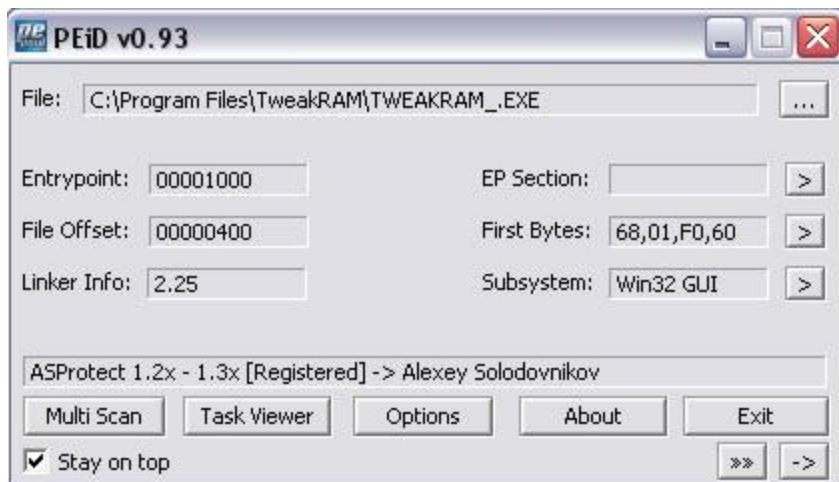 PEiD v0.93
File: C:\Program Files\TweakRAM\TWEAKRAM_.EXE ...
Entrypoint: 00001000 EP Section: >
File Offset: 00000400 First Bytes: 68,01,F0,60 >
Linker Info: 2.25 Subsystem: Win32 GUI >
ASProtect 1.2x - 1.3x [Registered] -> Alexey Solodovnikov
Multi Scan Task Viewer Options About Exit
Stay on top »» ->